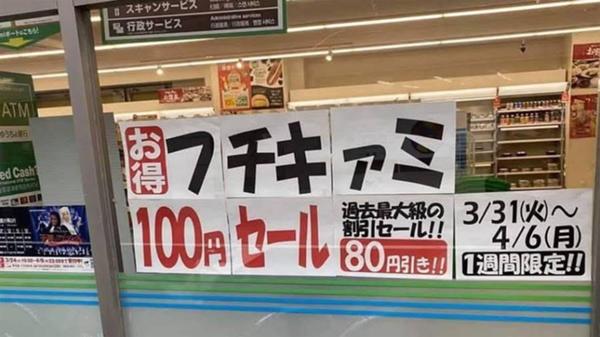 スキャンサービス
行政サービス
Administrative services
ATM
お得
フチキァミ
100円
セール
過去最大級の
割引セール!!
80円引き!!
3/31(火)～
4/6(月)
1週間限定!!